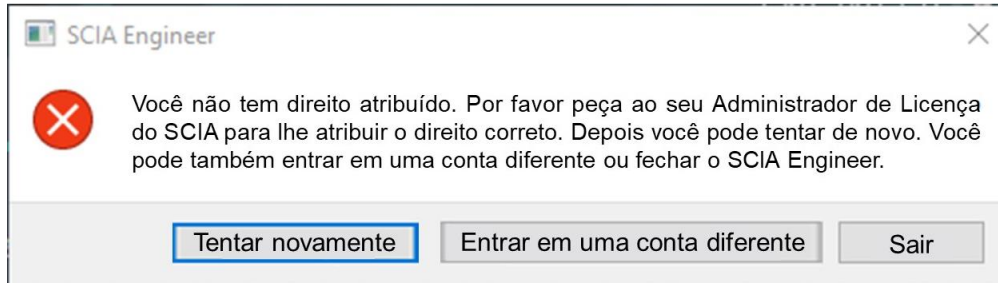 SCIA Engineer
Você não tem direito atribuído. Por favor peça ao seu Administrador de Licença
do SCIA para lhe atribuir o direito correto. Depois você pode tentar de novo. Você
pode também entrar em uma conta diferente ou fechar o SCIA Engineer.
Tentar novamente Entrar em uma conta diferente Sair